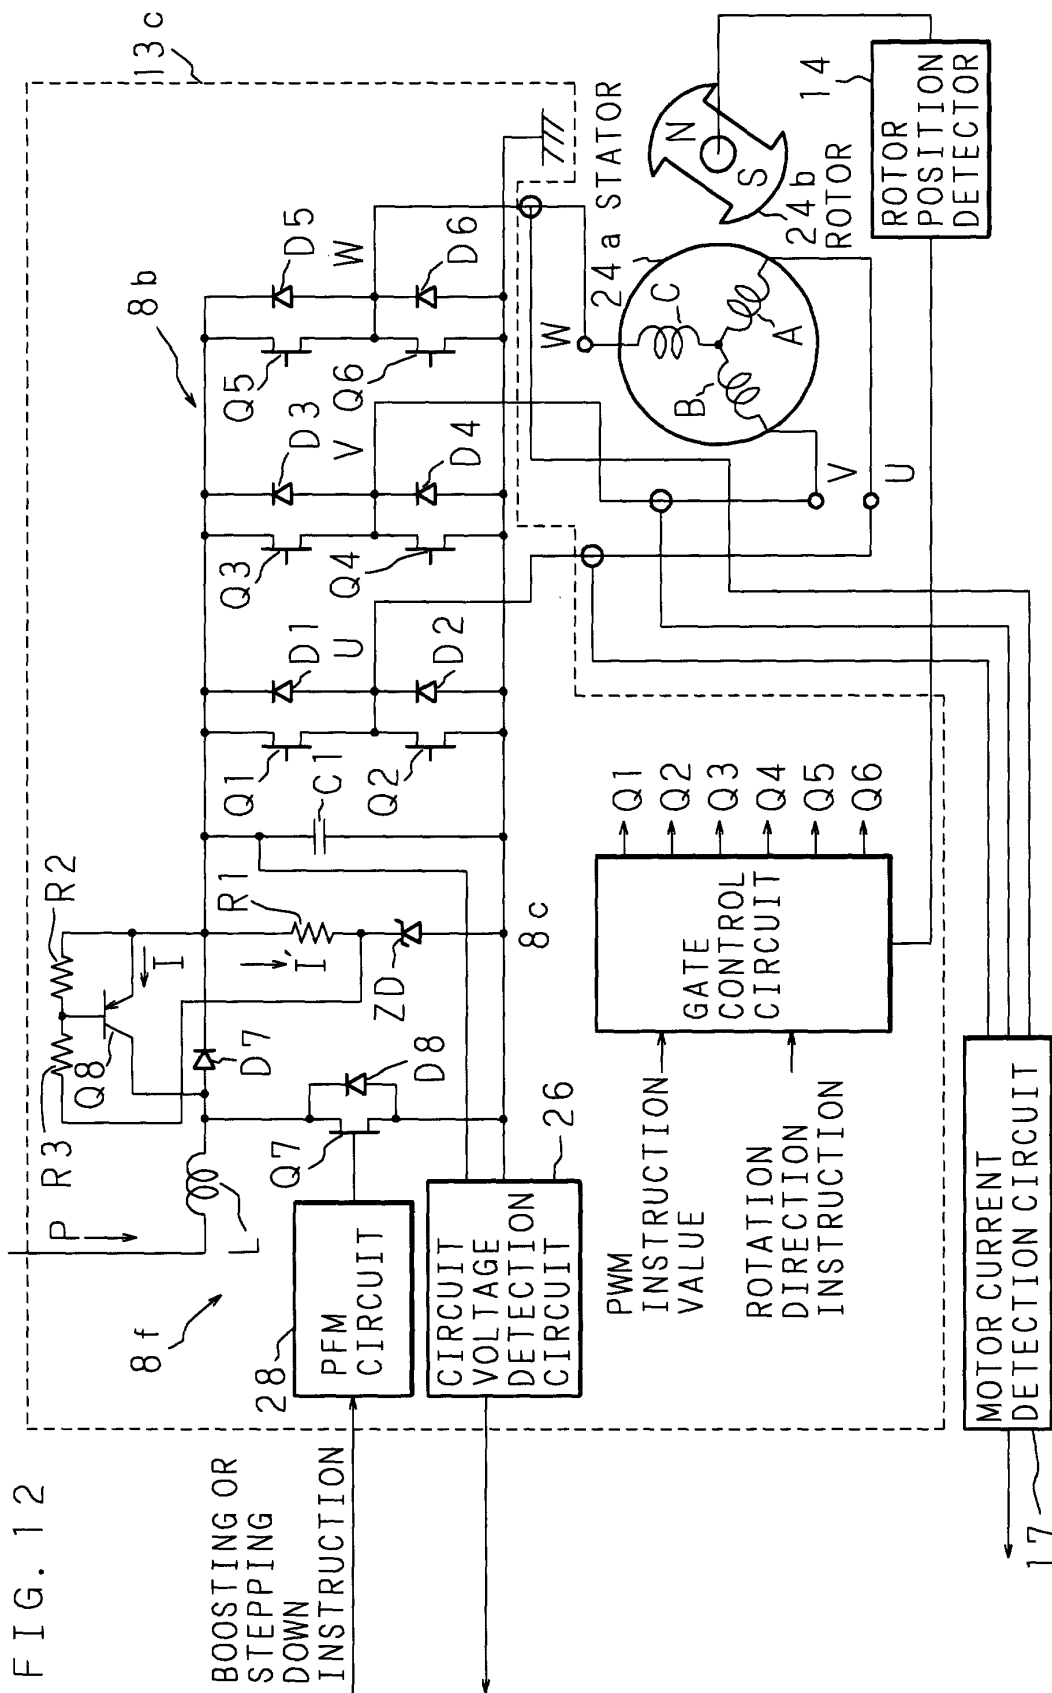 FIG. 12
13c
8f
8b
P
L
R3
R2
Q8
I
D7
R1
I'
ZD
8c
C1
Q7
D8
Q1
D1
U
Q2
D2
Q3
D3
V
Q4
D4
Q5
D5
W
Q6
D6
BOOSTING OR
STEPPING
DOWN
INSTRUCTION
28
PFM
CIRCUIT
CIRCUIT
VOLTAGE
DETECTION
CIRCUIT
26
PWM
INSTRUCTION
VALUE
ROTATION
DIRECTION
INSTRUCTION
GATE
CONTROL
CIRCUIT
Q1
Q2
Q3
Q4
Q5
Q6
W
24a STATOR
C
B
A
V
U
N
S
24b
ROTOR
14
ROTOR
POSITION
DETECTOR
MOTOR CURRENT
DETECTION CIRCUIT
17